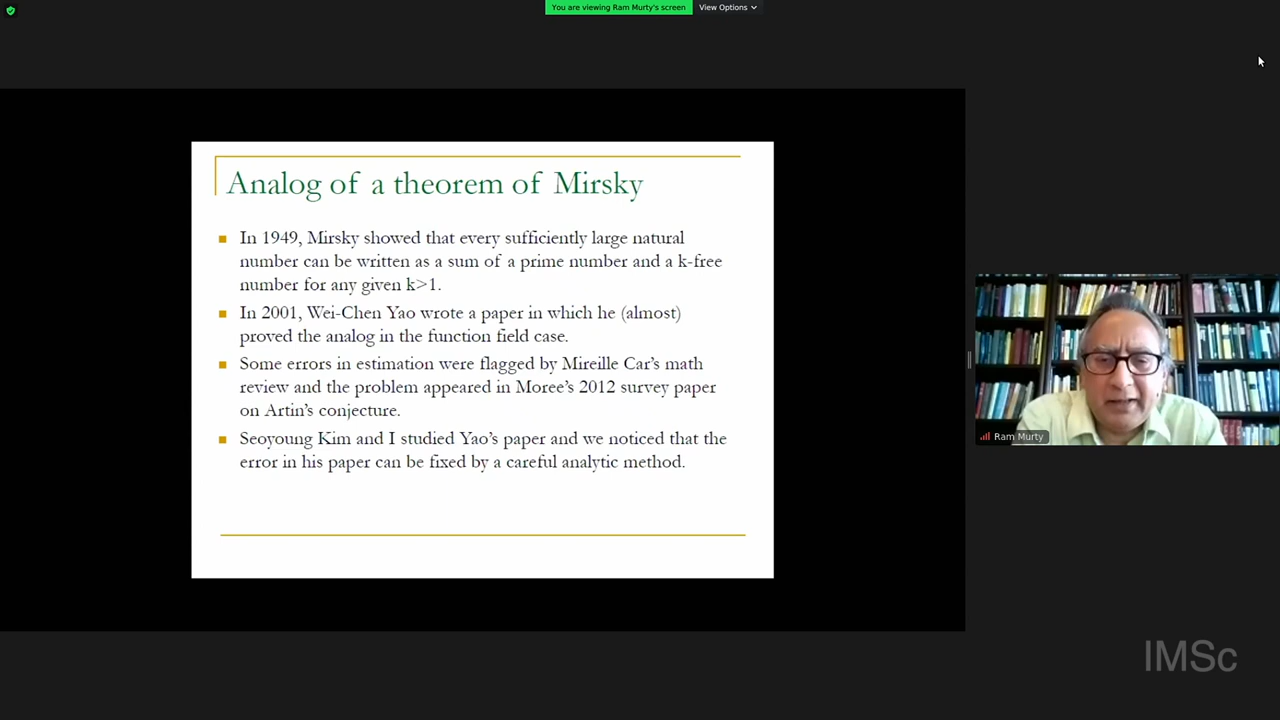 You are viewing Ram Murty's screen
View Options
Analog of a theorem of Mirsky
In 1949, Mirsky showed that every sufficiently large natural
number can be written as a sum of a prime number and a k-free
number for any given k>1.
In 2001, Wei-Chen Yao wrote a paper in which he (almost)
proved the analog in the function field case.
Some errors in estimation were flagged by Mireille Car's math
review and the problem appeared in Moree's 2012 survey paper
on Artin's conjecture.
Seoyoung Kim and I studied Yao's paper and we noticed that the
error in his paper can be fixed by a careful analytic method.
Ram Murty
IMSc